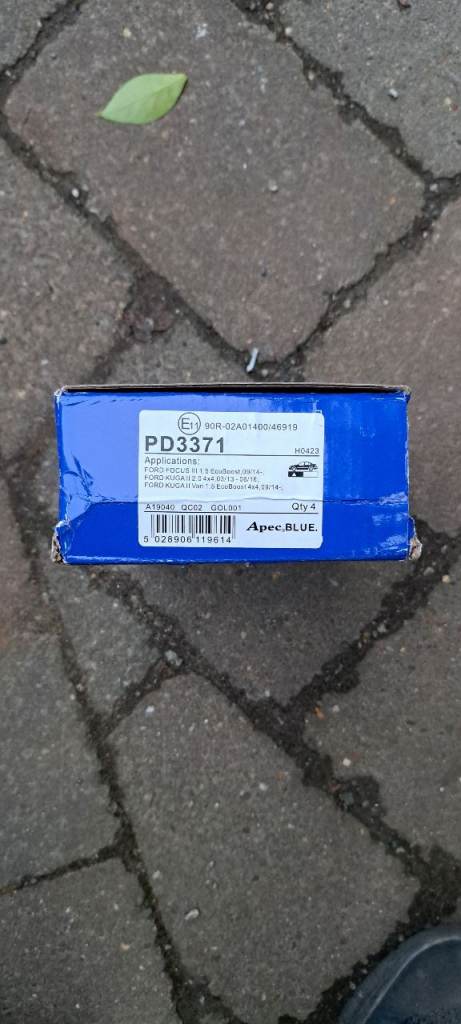 E11 90R-02A01400/46919
PD3371
H0423
Applications:
FORD FOCUS III 1.5 EcoBoost,09/14-;
FORD KUGA II 2.0 4x4,03/13 - 08/16;
FORD KUGA II Van 1.5 EcoBoost 4x4,09/14-;
A19040 QC02 GOL001 Qty 4
5 028906 119614
Apec,BLUE.